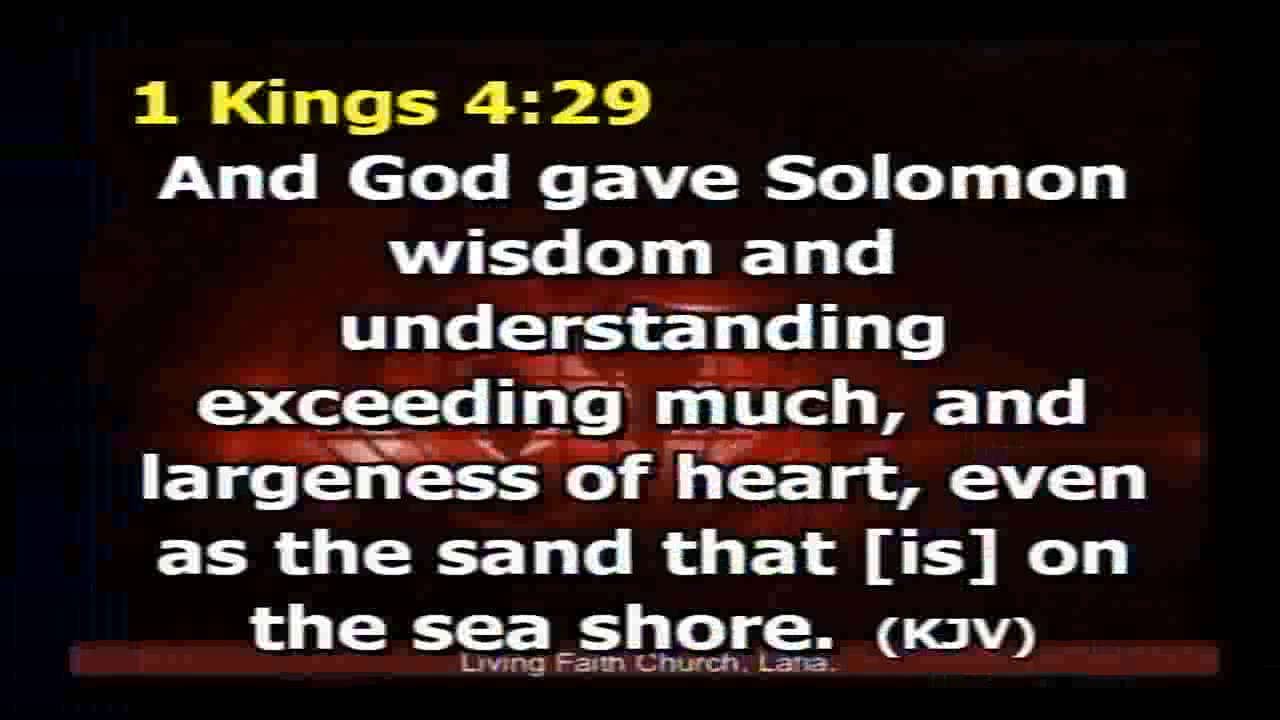 1 Kings 4:29
And God gave Solomon
wisdom and
understanding
exceeding much, and
largeness of heart, even
as the sand that [is] on
the sea shore. (KJV)
Living Faith Church, Lafia.